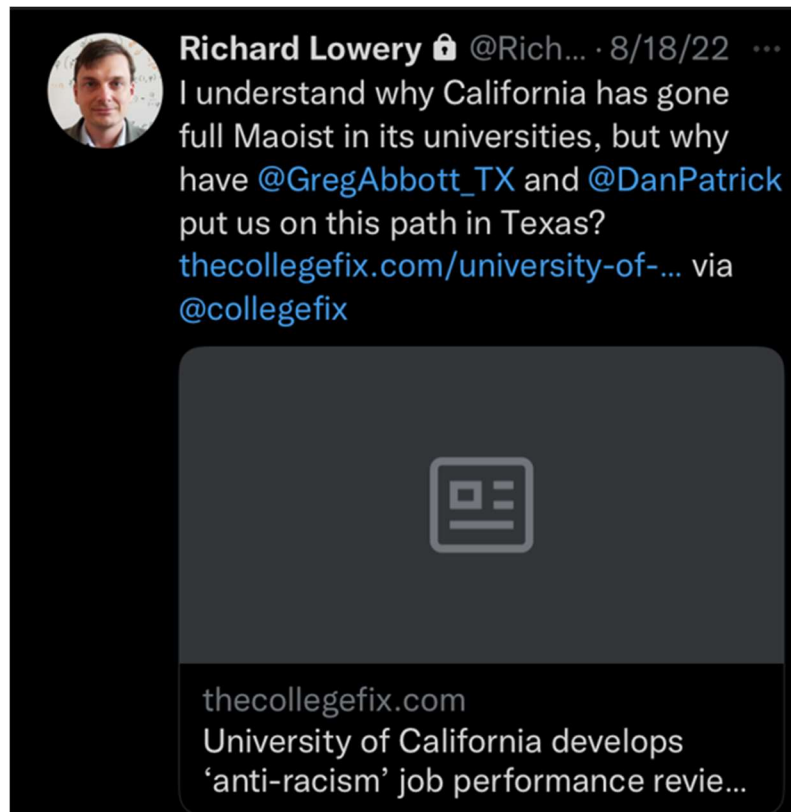 Richard Lowery @Rich... · 8/18/22 ...
I understand why California has gone
full Maoist in its universities, but why
have @GregAbbott_TX and @DanPatrick
put us on this path in Texas?
thecollegefix.com/university-of-... via
@collegefix
thecollegefix.com
University of California develops
‘anti-racism’ job performance revie...